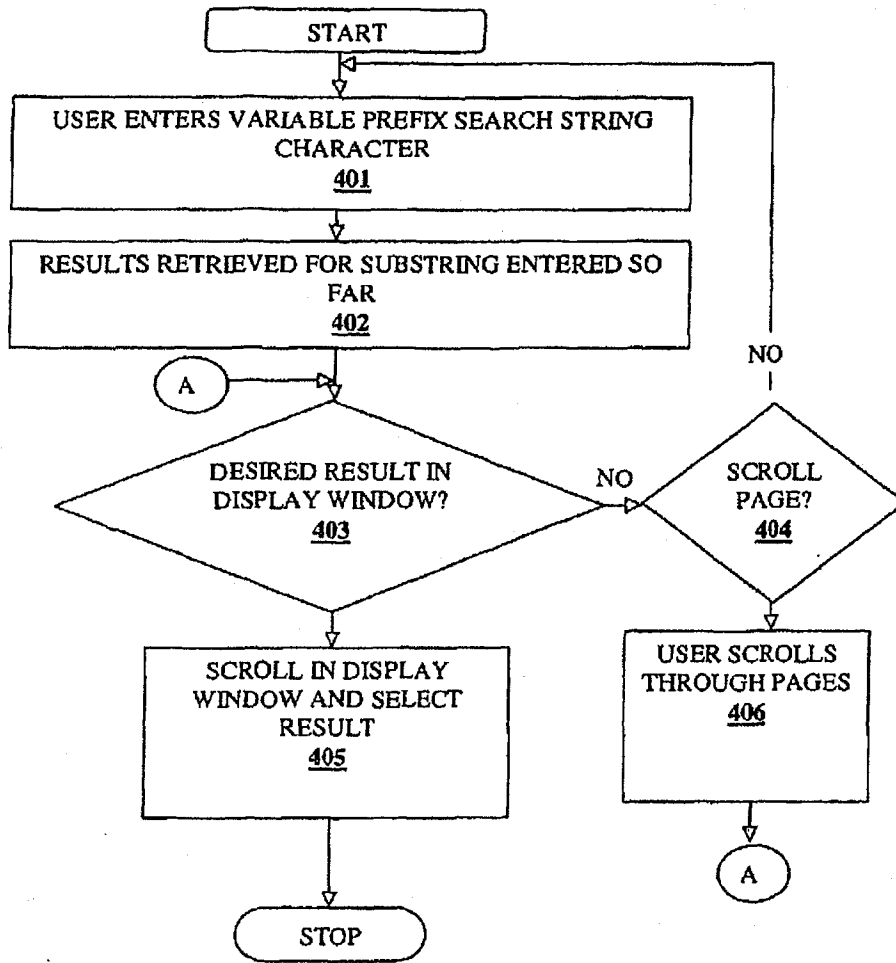 START
USER ENTERS VARIABLE PREFIX SEARCH STRING
CHARACTER
401
RESULTS RETRIEVED FOR SUBSTRING ENTERED SO
FAR
402
A
NO
DESIRED RESULT IN
DISPLAY WINDOW?
403
NO
SCROLL
PAGE?
404
SCROLL IN DISPLAY
WINDOW AND SELECT
RESULT
405
USER SCROLLS
THROUGH PAGES
406
A
STOP